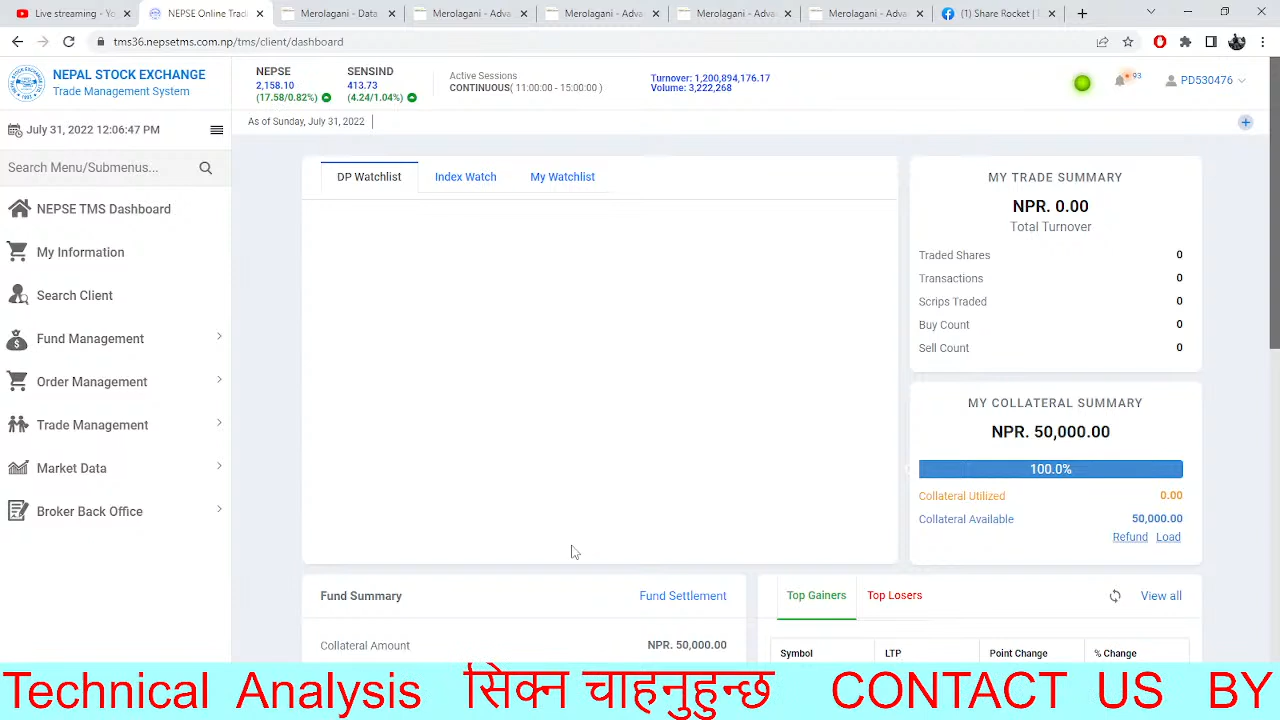 Live streaming - Yo
NEPSE Online Tradi
Merolagani - Data
Merolagani - Adva
Merolagani - Adva
Merolagani - Adva
Merolagani - Adva
(1) Share Rocket [
tms36.nepsetms.com.np/tms/client/dashboard
NEPAL STOCK EXCHANGE
Trade Management System
NEPSE
2,158.10
(17.58/0.82%)
SENSIND
413.73
(4.24/1.04%)
Active Sessions
CONTINUOUS( 11:00:00 - 15:00:00 )
Turnover: 1,200,894,176.17
Volume: 3,222,268
93
PD530476
July 31, 2022 12:06:47 PM
As of Sunday, July 31, 2022
Search Menu/Submenus...
NEPSE TMS Dashboard
My Information
Search Client
Fund Management
Order Management
Trade Management
Market Data
Broker Back Office
DP Watchlist
Index Watch
My Watchlist
MY TRADE SUMMARY
NPR. 0.00
Total Turnover
Traded Shares 0
Transactions 0
Scrips Traded 0
Buy Count 0
Sell Count 0
MY COLLATERAL SUMMARY
NPR. 50,000.00
100.0%
Collateral Utilized 0.00
Collateral Available 50,000.00
Refund Load
Fund Summary Fund Settlement
Collateral Amount NPR. 50,000.00
Top Gainers Top Losers View all
Symbol LTP Point Change % Change
Technical Analysis सिक्न चाहनुहुन्छ CONTACT US BY